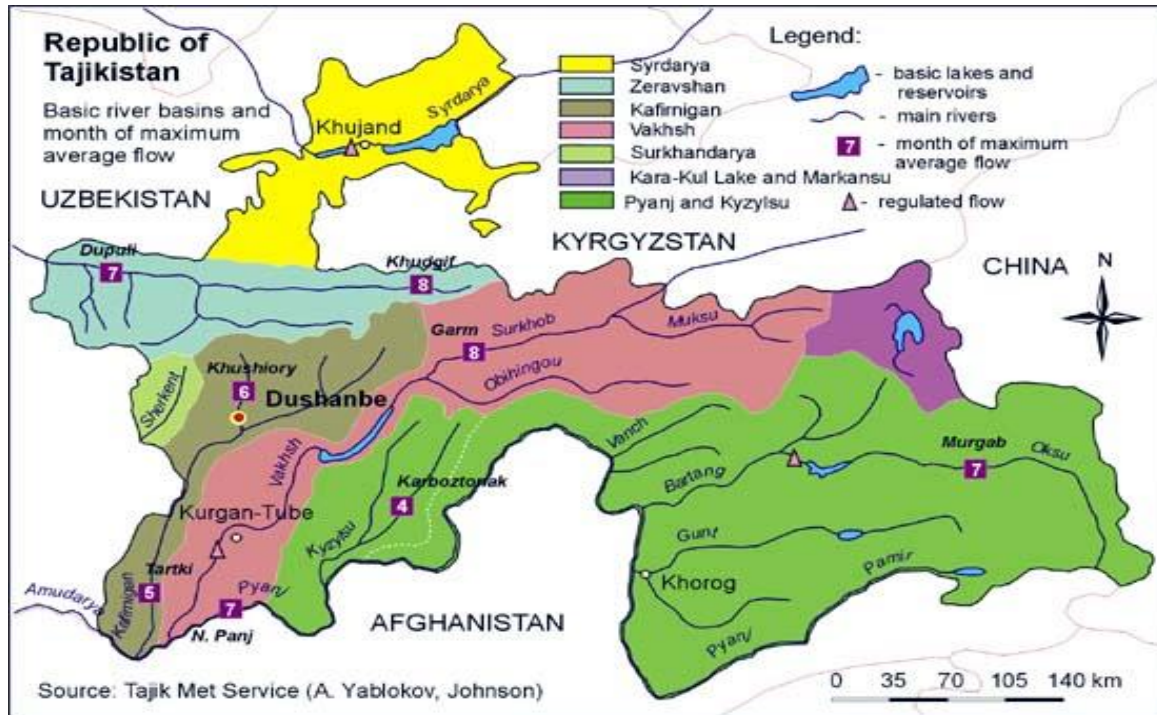 Republic of
Tajikistan
Basic river basins and
month of maximum
average flow
Syrdarya
Zeravshan
Kafirnigan
Vakhsh
Surkhandarya
Kara-Kul Lake and Markansu
Pyanj and Kyzylsu
Legend:
- basic lakes and
reservoirs
- main rivers
7 - month of maximum
average flow
- regulated flow
Syrdarya
Khujand
UZBEKISTAN
KYRGYZSTAN
CHINA
N
Dupuli
7
Khudgif
8
Garm
8
Surkhob
Muksu
Obihingou
Khushiory
6
Dushanbe
Sherkent
Vakhsh
Vanch
Bartang
Murgab
7
Oksu
Karboztonak
4
Kurgan-Tube
Kyzylsu
Gunt
Pamir
Khorog
Tartki
5
Kafirnigan
Amudarya
Pyanj
7
N. Panj
AFGHANISTAN
Pyanj
Source: Tajik Met Service (A. Yablokov, Johnson)
0 35 70 105 140 km